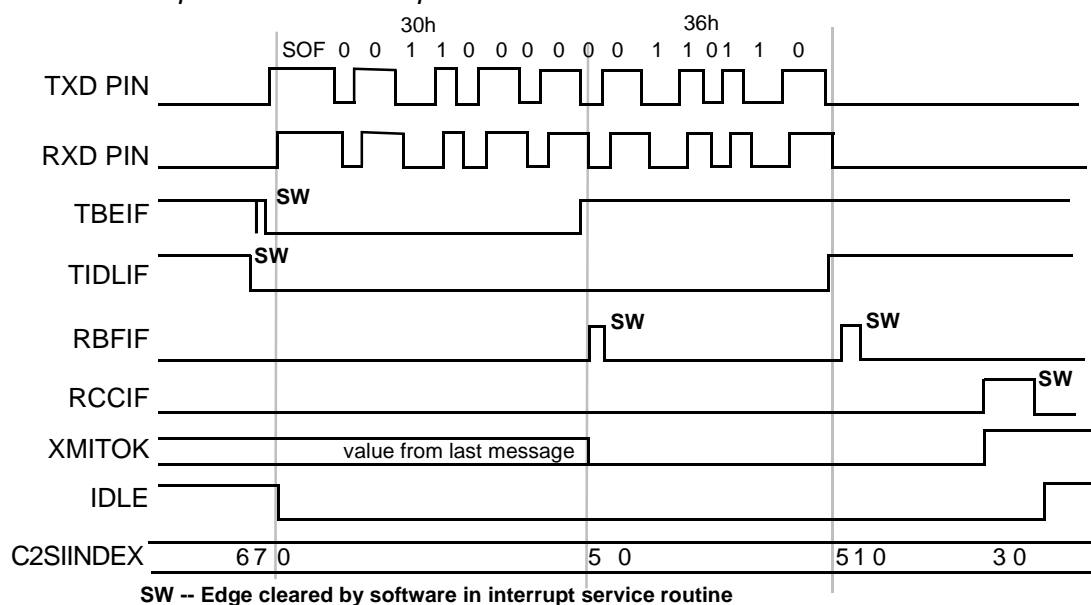 30h 36h
SOF 0 0 1 1 0 0 0 0 0 0 1 1 0 1 1 0
TXD PIN
RXD PIN
TBEIF SW
TIDLIF SW
RBFIF SW SW
RCCIF SW
XMITOK value from last message
IDLE
C2SIINDEX 6 7 0 5 0 5 1 0 3 0
SW -- Edge cleared by software in interrupt service routine